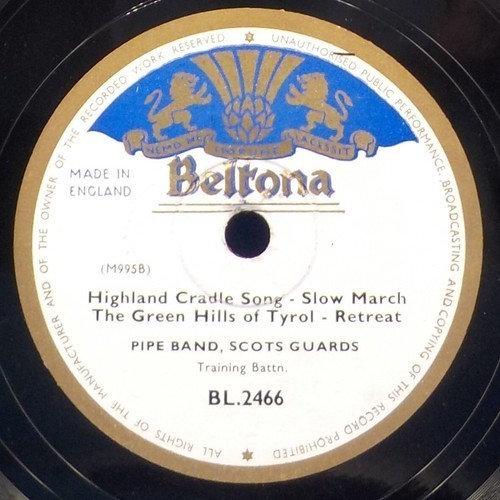 ALL RIGHTS OF THE MANUFACTURER AND OF THE OWNER OF THE RECORDED WORK RESERVED
UNAUTHORISED PUBLIC PERFORMANCE, BROADCASTING AND COPYING OF THIS RECORD PROHIBITED
NEMO ME IMPUNE LACESSIT
Beltona
MADE IN
ENGLAND
(M995B)
Highland Cradle Song - Slow March
The Green Hills of Tyrol - Retreat
PIPE BAND, SCOTS GUARDS
Training Battn.
BL.2466